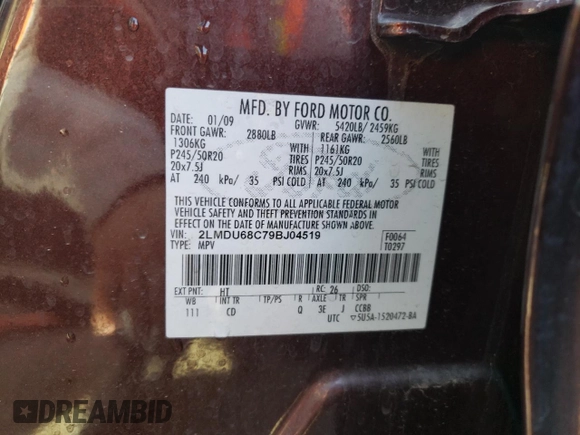 MFD. BY FORD MOTOR CO.
DATE: 01/09 GVWR: 5420LB/ 2459KG
FRONT GAWR: 2880LB REAR GAWR: 2560LB
1306KG WITH 1161KG WITH
P245/50R20 TIRES P245/50R20 TIRES
20x7.5J RIMS 20x7.5J RIMS
AT 240 kPa/ 35 PSI COLD AT 240 kPa/ 35 PSI COLD
THIS VEHICLE CONFORMS TO ALL APPLICABLE FEDERAL MOTOR
VEHICLE SAFETY AND THEFT PREVENTION STANDARDS IN
EFFECT ON THE DATE OF MANUFACTURE SHOWN ABOVE.
VIN: 2LMDU68C79BJ04519 F0064
TYPE: MPV T0297
EXT PNT: HT RC: 26 DSO:
WB INT TR TP/PS R AXLE TR SPR
111 CD Q 3E J CCBB
UTC ▽5U5A-1520472-BA
DREAMBID